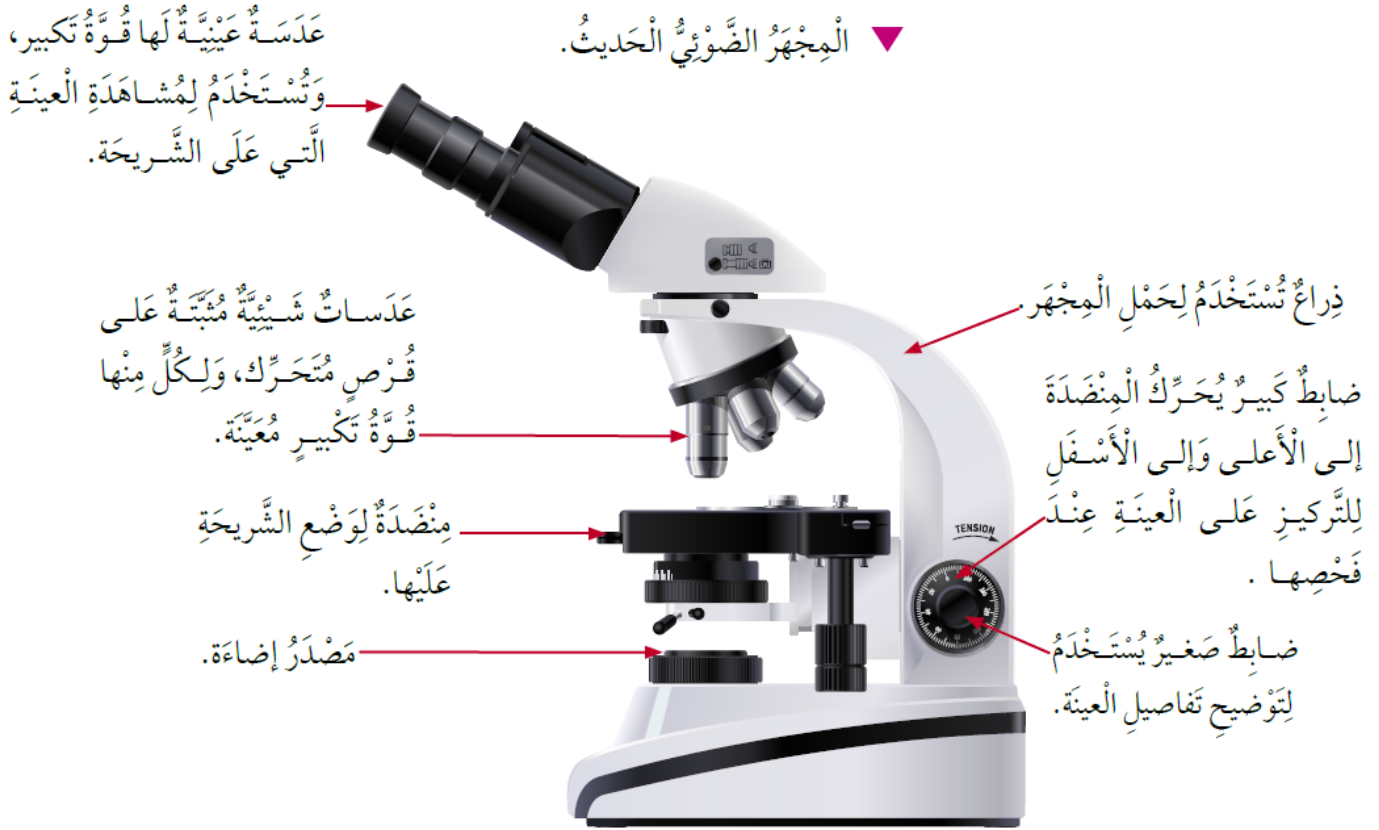 الْمِجْهَرُ الضَّوْئِيُّ الْحَديثُ.
عَدَسَةٌ عَيْنِيَّةٌ لَها قُوَّةُ تَكبير،
وَتُسْتَخْدَمُ لِمُشاهَدَةِ الْعينَةِ
الَّتي عَلَى الشَّريحَة.
ذِراعٌ تُسْتَخْدَمُ لِحَمْلِ الْمِجْهَر.
عَدَساتٌ شَيْئِيَّةٌ مُثَبَّتَةٌ عَلى
قُرْصٍ مُتَحَرِّك، وَلِكُلٍّ مِنْها
قُوَّةُ تَكْبيرٍ مُعَيَّنَة.
ضابِطٌ كَبيرٌ يُحَرِّكُ الْمِنْضَدَةَ
إلى الْأَعلى وَإلى الْأَسْفَلِ
لِلتَّركيزِ عَلى الْعينَةِ عِنْدَ
فَحْصِها .
مِنْضَدَةٌ لِوَضْعِ الشَّريحَةِ
عَلَيْها.
TENSION
مَصْدَرُ إضاءَة.
ضابِطٌ صَغيرٌ يُسْتَخْدَمُ
لِتَوْضيحِ تَفاصيلِ الْعينَة.